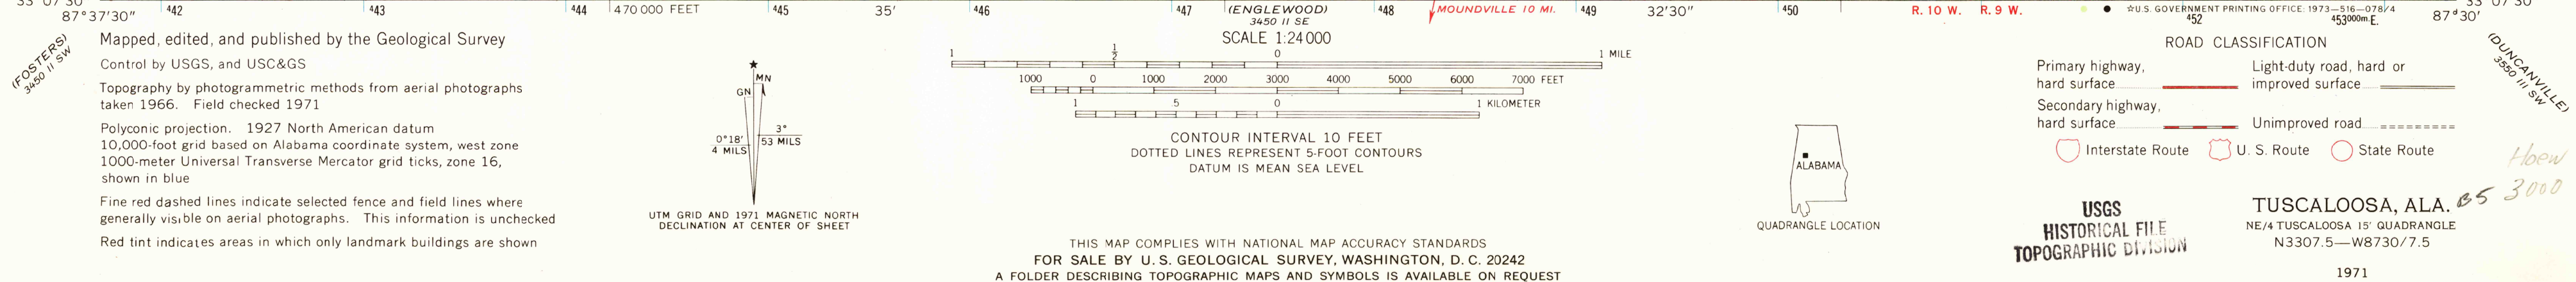 33°07'30"
87°37'30"
442
443
444
470 000 FEET
445
35'
446
447
(ENGLEWOOD)
3450 II SE
448
MOUNDVILLE 10 MI.
449
32'30"
450
R. 10 W. R. 9 W.
☆U.S. GOVERNMENT PRINTING OFFICE: 1973—516—078/4
452
453000m.E.
33°07'30"
87°30'
(FOSTERS)
3450 II SW
Mapped, edited, and published by the Geological Survey
Control by USGS, and USC&GS
Topography by photogrammetric methods from aerial photographs
taken 1966. Field checked 1971
Polyconic projection. 1927 North American datum
10,000-foot grid based on Alabama coordinate system, west zone
1000-meter Universal Transverse Mercator grid ticks, zone 16,
shown in blue
Fine red dashed lines indicate selected fence and field lines where
generally visible on aerial photographs. This information is unchecked
Red tint indicates areas in which only landmark buildings are shown
★
MN
GN
0°18'
4 MILS
3°
53 MILS
UTM GRID AND 1971 MAGNETIC NORTH
DECLINATION AT CENTER OF SHEET
SCALE 1:24 000
1 ½ 0 1 MILE
1000 0 1000 2000 3000 4000 5000 6000 7000 FEET
1 .5 0 1 KILOMETER
CONTOUR INTERVAL 10 FEET
DOTTED LINES REPRESENT 5-FOOT CONTOURS
DATUM IS MEAN SEA LEVEL
THIS MAP COMPLIES WITH NATIONAL MAP ACCURACY STANDARDS
FOR SALE BY U. S. GEOLOGICAL SURVEY, WASHINGTON, D. C. 20242
A FOLDER DESCRIBING TOPOGRAPHIC MAPS AND SYMBOLS IS AVAILABLE ON REQUEST
ALABAMA
QUADRANGLE LOCATION
ROAD CLASSIFICATION
Primary highway,
hard surface
Light-duty road, hard or
improved surface
Secondary highway,
hard surface
Unimproved road
Interstate Route U. S. Route State Route
(DUNCANVILLE)
3550 III SW
USGS
HISTORICAL FILE
TOPOGRAPHIC DIVISION
TUSCALOOSA, ALA.
NE/4 TUSCALOOSA 15' QUADRANGLE
N3307.5—W8730/7.5
1971
3000